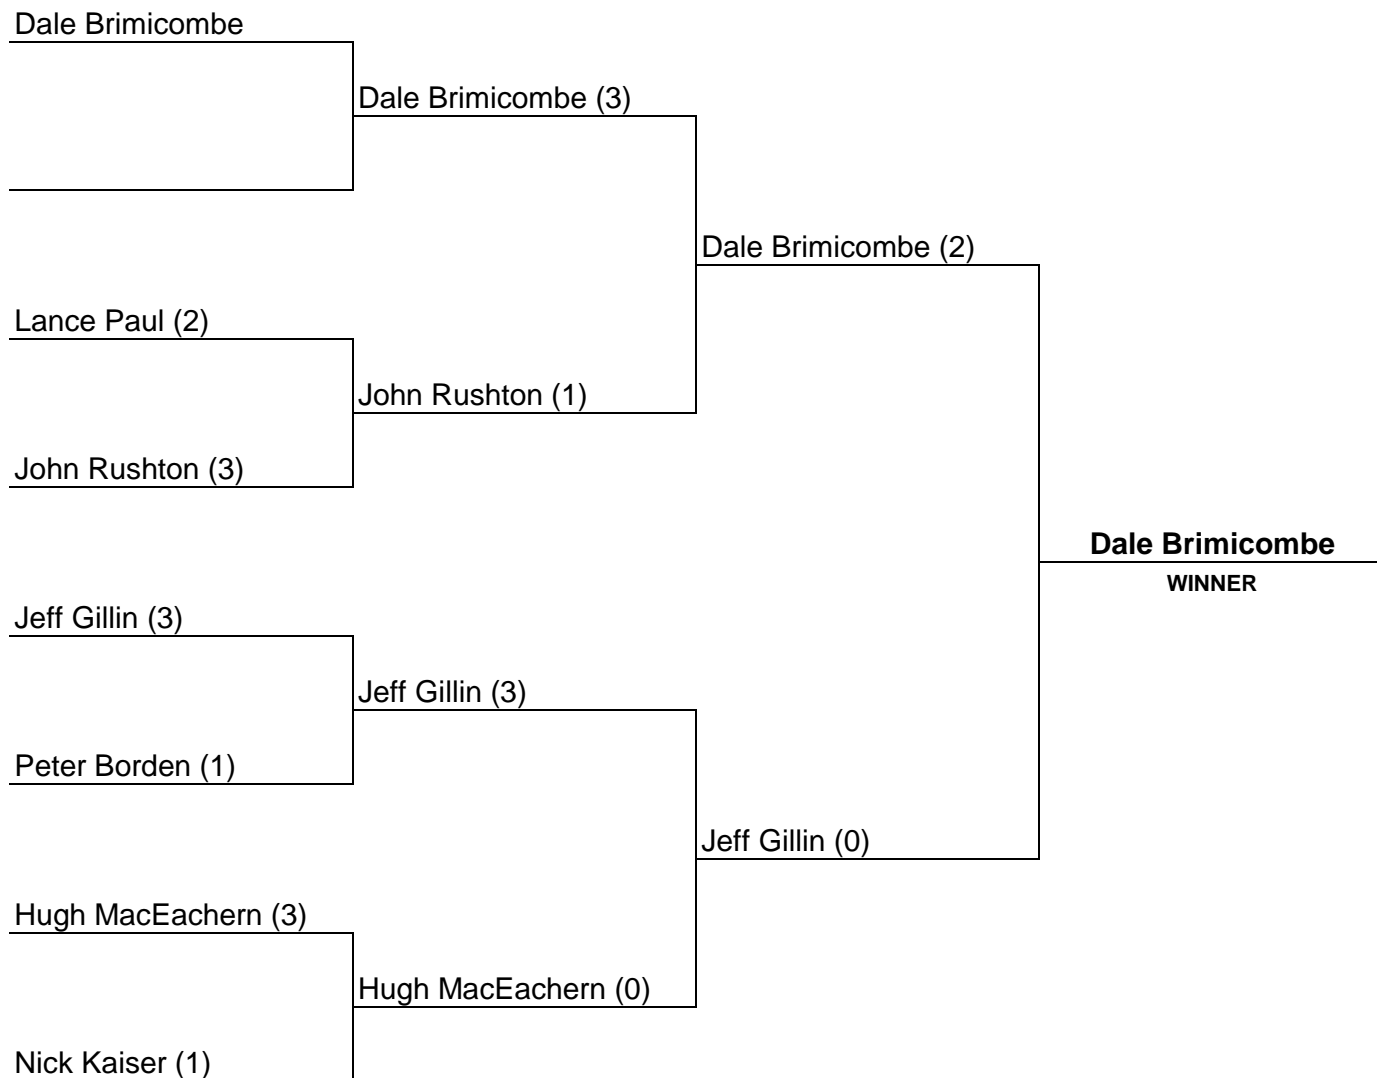 Dale Brimicombe
Dale Brimicombe (3)
Dale Brimicombe (2)
Lance Paul (2)
John Rushton (1)
John Rushton (3)
Dale Brimicombe
WINNER
Jeff Gillin (3)
Jeff Gillin (3)
Peter Borden (1)
Jeff Gillin (0)
Hugh MacEachern (3)
Hugh MacEachern (0)
Nick Kaiser (1)